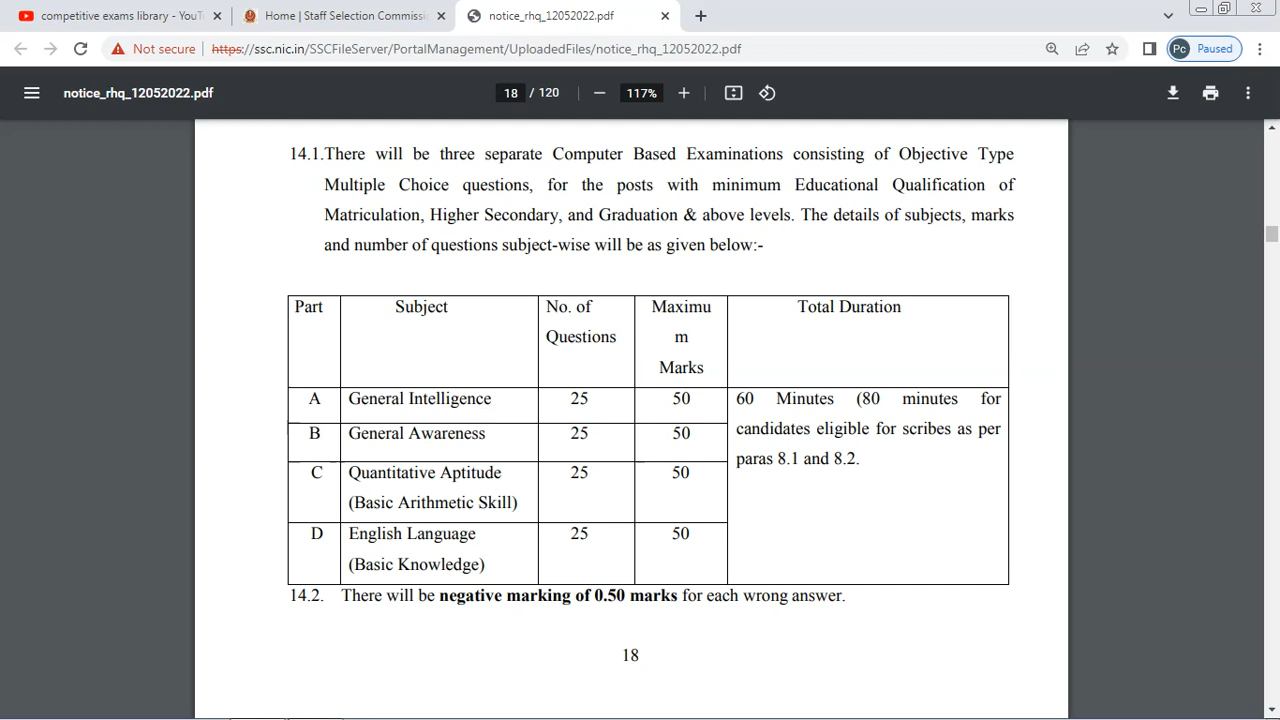 competitive exams library - YouT
Home | Staff Selection Commissio
notice_rhq_12052022.pdf
Not secure
https://ssc.nic.in/SSCFileServer/PortalManagement/UploadedFiles/notice_rhq_12052022.pdf
Pc Paused
notice_rhq_12052022.pdf
18 / 120
117%
14.1.There will be three separate Computer Based Examinations consisting of Objective Type
Multiple Choice questions, for the posts with minimum Educational Qualification of
Matriculation, Higher Secondary, and Graduation & above levels. The details of subjects, marks
and number of questions subject-wise will be as given below:-
Part Subject No. of Questions Maximu m Marks Total Duration
A General Intelligence 25 50 60 Minutes (80 minutes for
candidates eligible for scribes as per
paras 8.1 and 8.2.
B General Awareness 25 50
C Quantitative Aptitude 25 50
(Basic Arithmetic Skill)
D English Language 25 50
(Basic Knowledge)
14.2. There will be negative marking of 0.50 marks for each wrong answer.
18